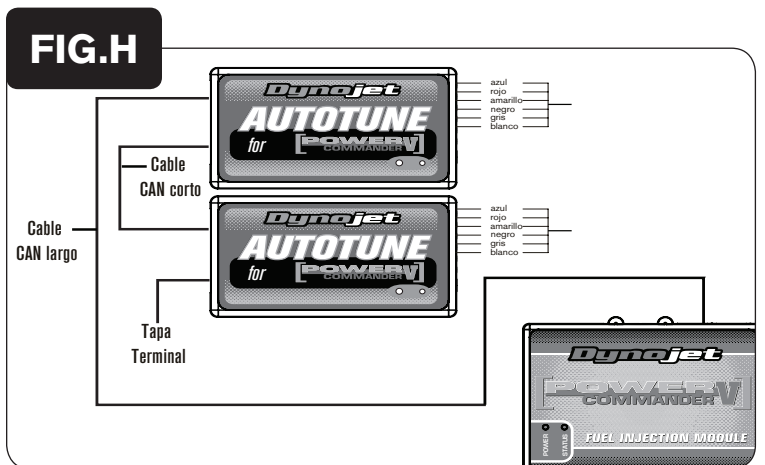 FIG.H
Dynojet
AUTOTUNE
for POWER V
COMMANDER
azul
rojo
amarillo
negro
gris
blanco
Cable
CAN corto
Dynojet
AUTOTUNE
for POWER V
COMMANDER
azul
rojo
amarillo
negro
gris
blanco
Cable
CAN largo
Tapa
Terminal
Dynojet
POWER V
COMMANDER
POWER
STATUS
FUEL INJECTION MODULE